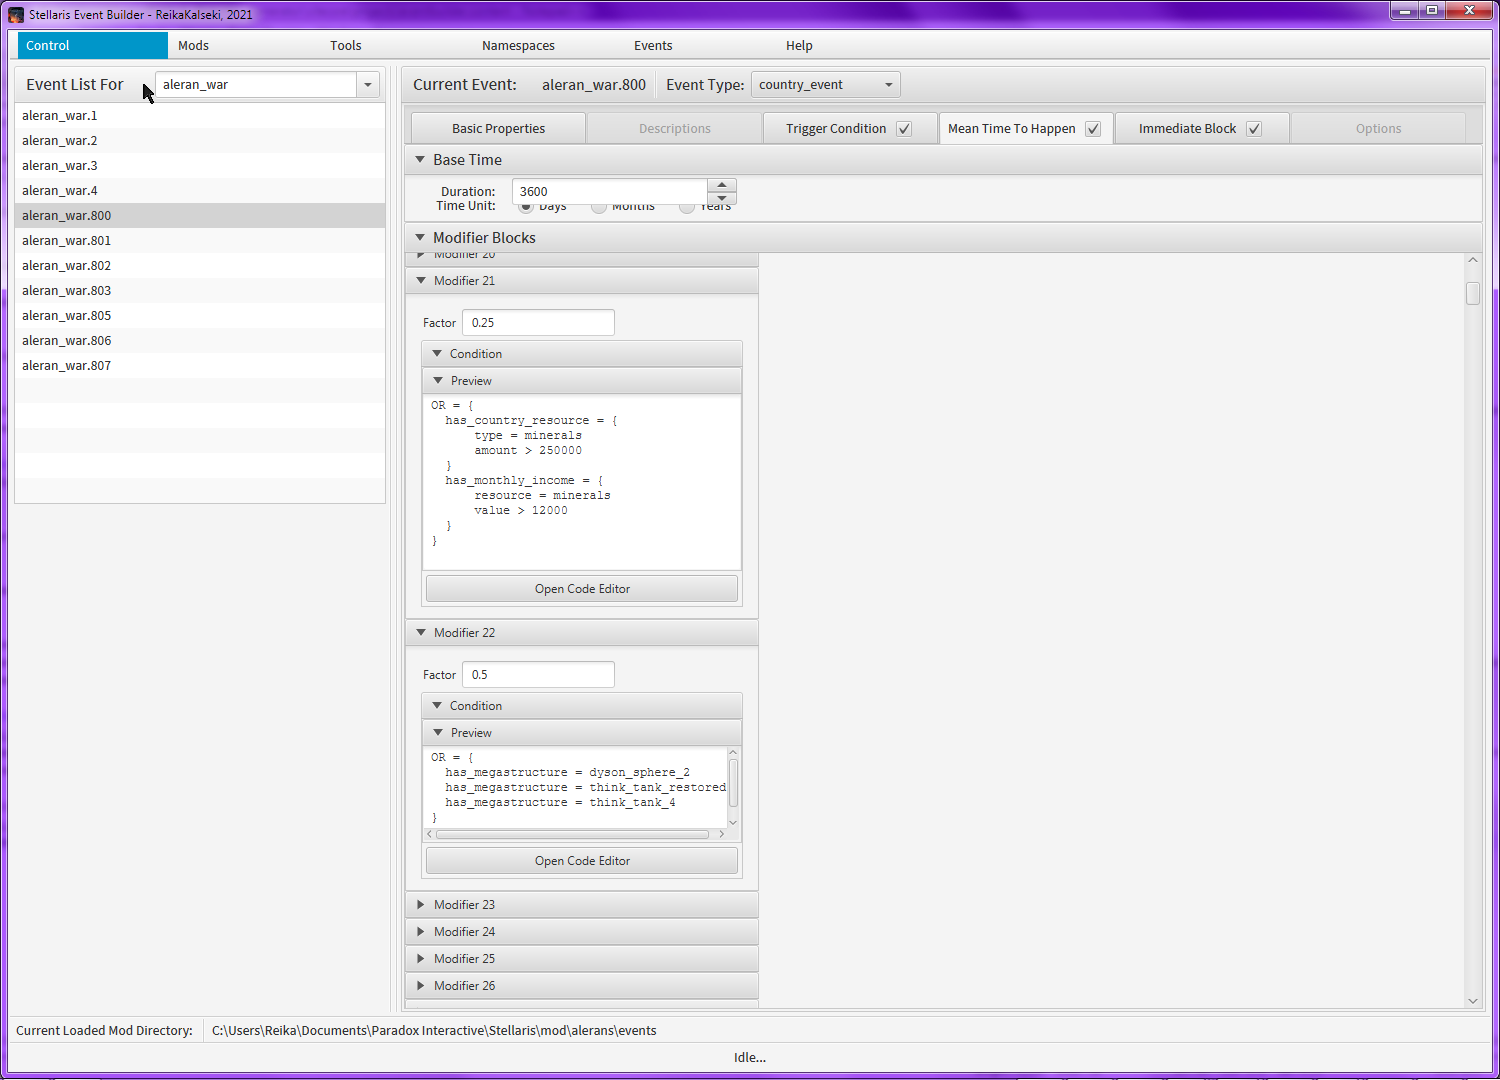 Stellaris Event Builder - ReikaKalseki, 2021
Control Mods Tools Namespaces Events Help
Event List For aleran_war
aleran_war.1
aleran_war.2
aleran_war.3
aleran_war.4
aleran_war.800
aleran_war.801
aleran_war.802
aleran_war.803
aleran_war.805
aleran_war.806
aleran_war.807
Current Event: aleran_war.800 Event Type: country_event
Basic Properties Descriptions Trigger Condition Mean Time To Happen Immediate Block Options
Base Time
Duration: 3600
Time Unit: Days Months Years
Modifier Blocks
Modifier 20
Modifier 21
Factor 0.25
Condition
Preview
OR = {
has_country_resource = {
type = minerals
amount > 250000
}
has_monthly_income = {
resource = minerals
value > 12000
}
}
Open Code Editor
Modifier 22
Factor 0.5
Condition
Preview
OR = {
has_megastructure = dyson_sphere_2
has_megastructure = think_tank_restored
has_megastructure = think_tank_4
}
Open Code Editor
Modifier 23
Modifier 24
Modifier 25
Modifier 26
Current Loaded Mod Directory: C:\Users\Reika\Documents\Paradox Interactive\Stellaris\mod\alerans\events
Idle...